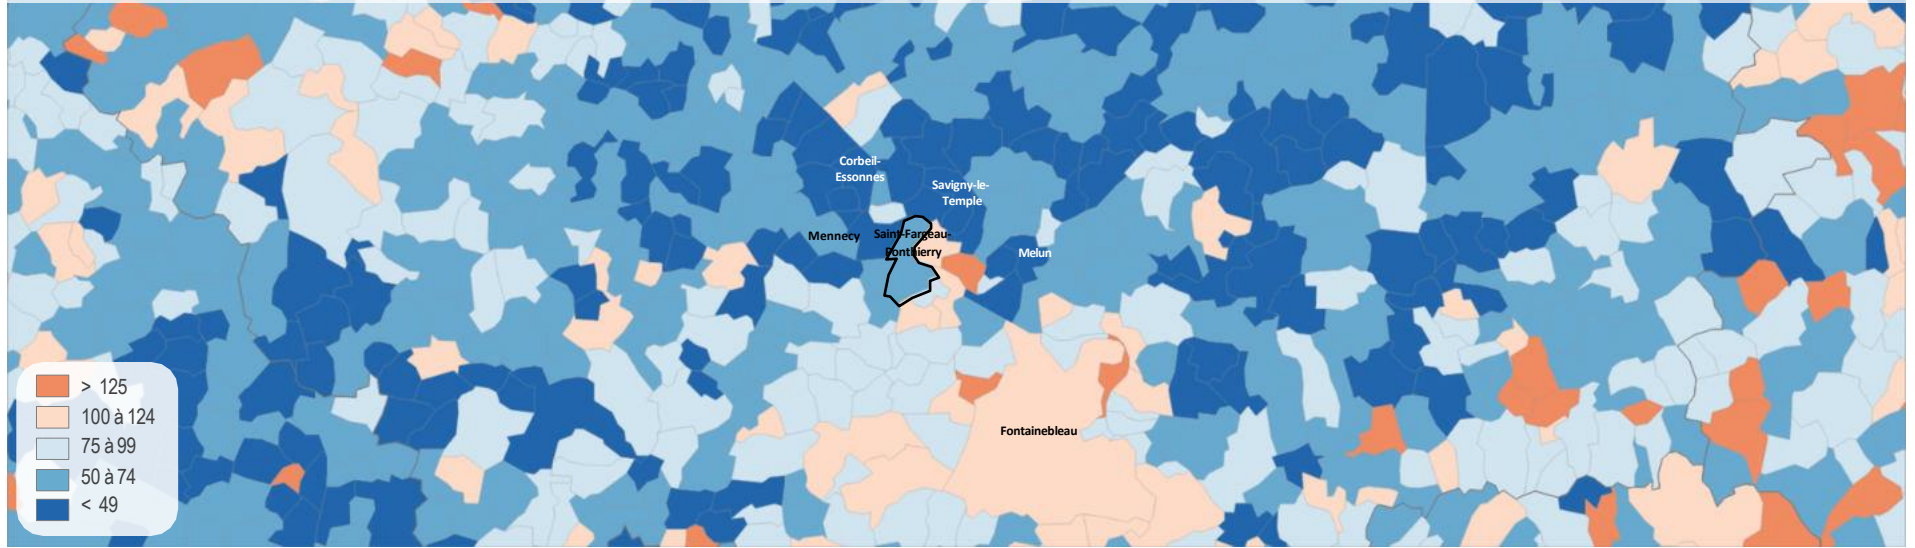 Corbeil-
Essonnes
Savigny-le-
Temple
Mennecy
Saint-Fargeau-
Ponthierry
Melun
Fontainebleau
> 125
100 à 124
75 à 99
50 à 74
< 49